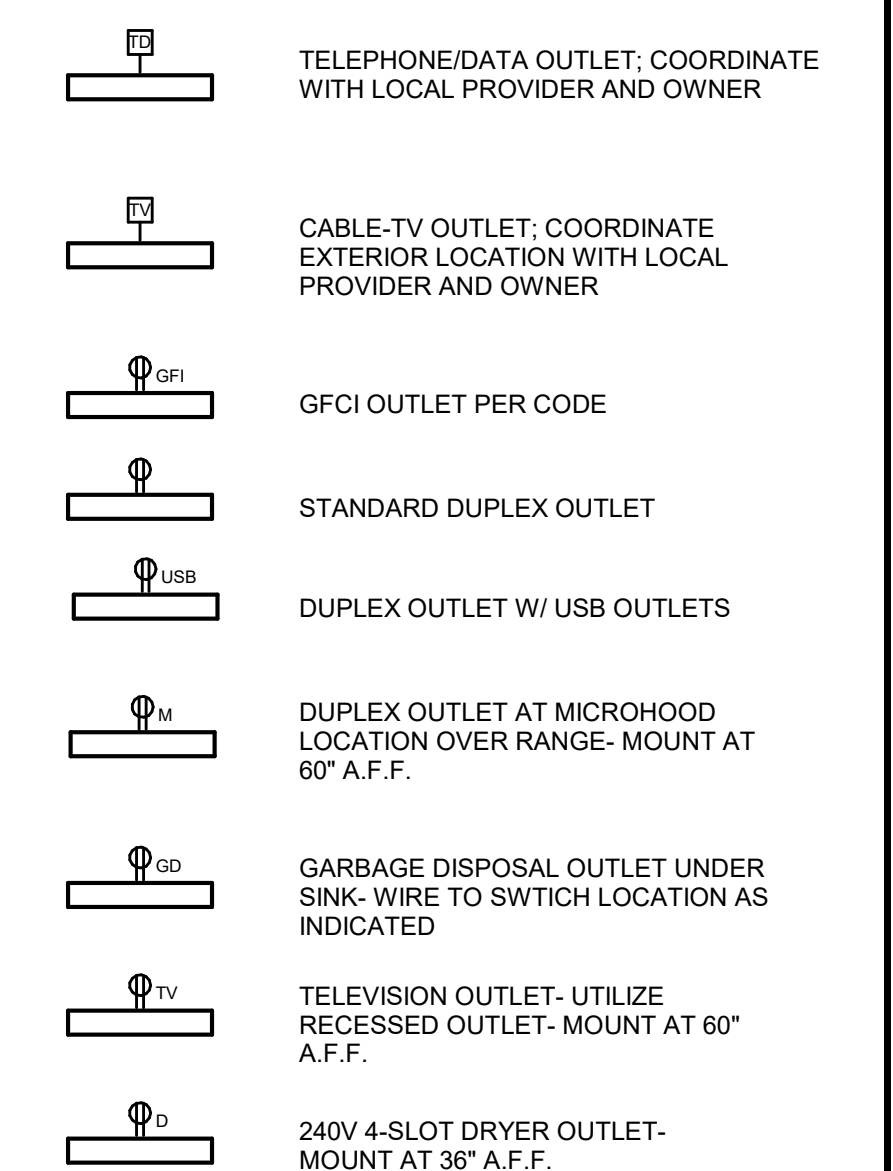 TD
TELEPHONE/DATA OUTLET; COORDINATE
WITH LOCAL PROVIDER AND OWNER
TV
CABLE-TV OUTLET; COORDINATE
EXTERIOR LOCATION WITH LOCAL
PROVIDER AND OWNER
GFI
GFCI OUTLET PER CODE
STANDARD DUPLEX OUTLET
USB
DUPLEX OUTLET W/ USB OUTLETS
M
DUPLEX OUTLET AT MICROHOOD
LOCATION OVER RANGE- MOUNT AT
60" A.F.F.
GD
GARBAGE DISPOSAL OUTLET UNDER
SINK- WIRE TO SWTICH LOCATION AS
INDICATED
TV
TELEVISION OUTLET- UTILIZE
RECESSED OUTLET- MOUNT AT 60"
A.F.F.
D
240V 4-SLOT DRYER OUTLET-
MOUNT AT 36" A.F.F.